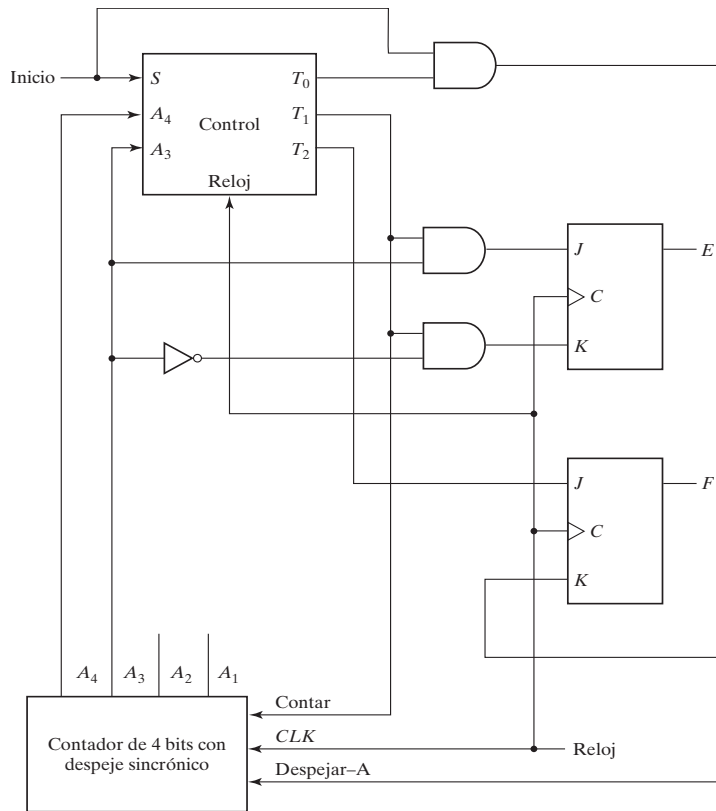 Inicio
S
T0
A4
Control
T1
A3
T2
Reloj
J
E
C
K
J
F
C
K
A4
A3
A2
A1
Contar
Contador de 4 bits con
despeje sincrónico
CLK
Reloj
Despejar–A